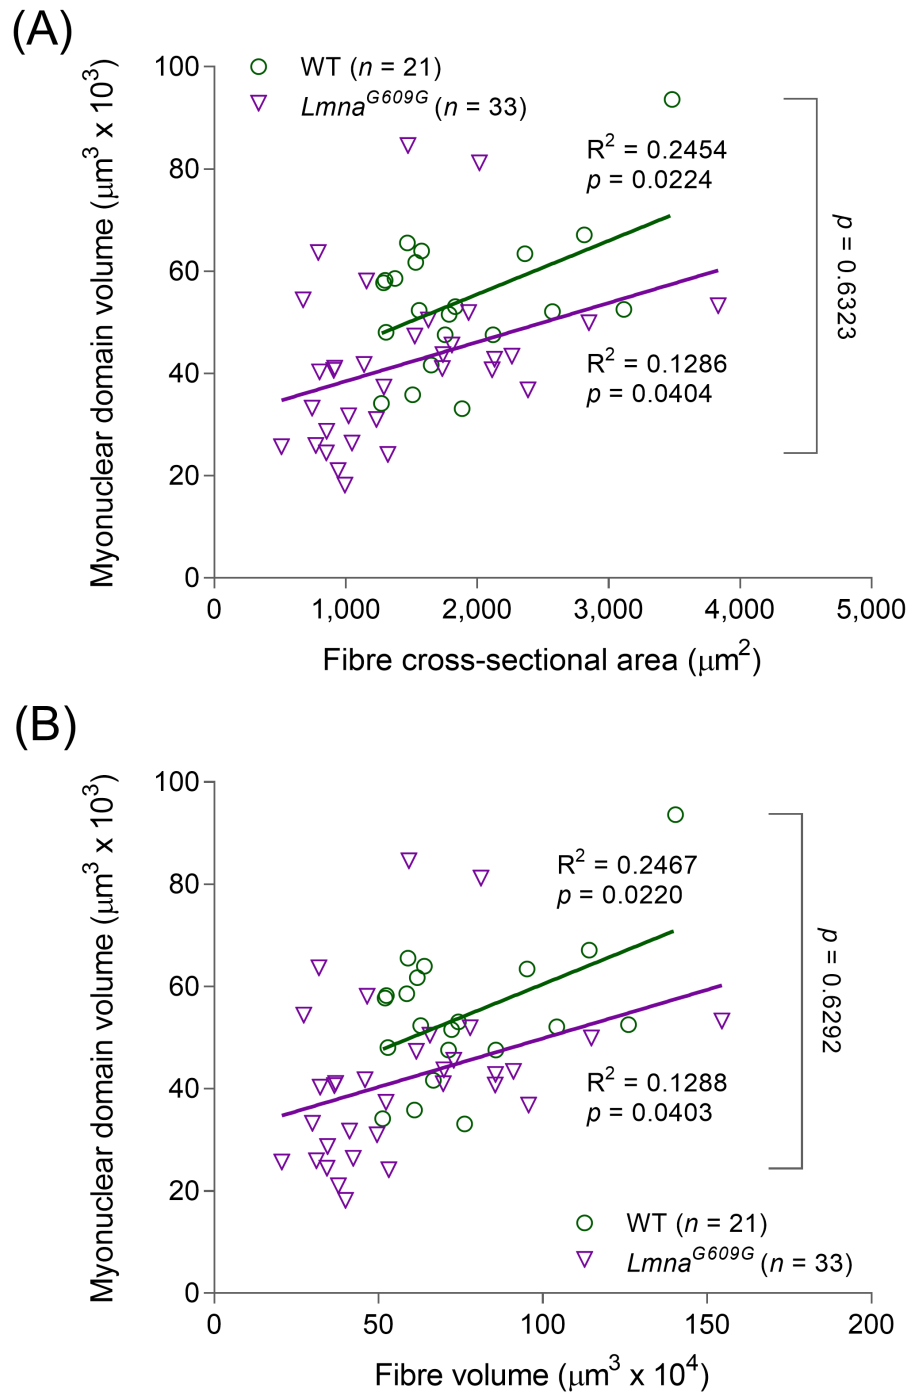 (A)
Myonuclear domain volume (μm³ x 10³)
100
80
60
40
20
0
WT (n = 21)
Lmna^G609G (n = 33)
R² = 0.2454
p = 0.0224
R² = 0.1286
p = 0.0404
p = 0.6323
0 1,000 2,000 3,000 4,000 5,000
Fibre cross-sectional area (μm²)
(B)
Myonuclear domain volume (μm³ x 10³)
100
80
60
40
20
0
R² = 0.2467
p = 0.0220
R² = 0.1288
p = 0.0403
p = 0.6292
WT (n = 21)
Lmna^G609G (n = 33)
0 50 100 150 200
Fibre volume (μm³ x 10⁴)